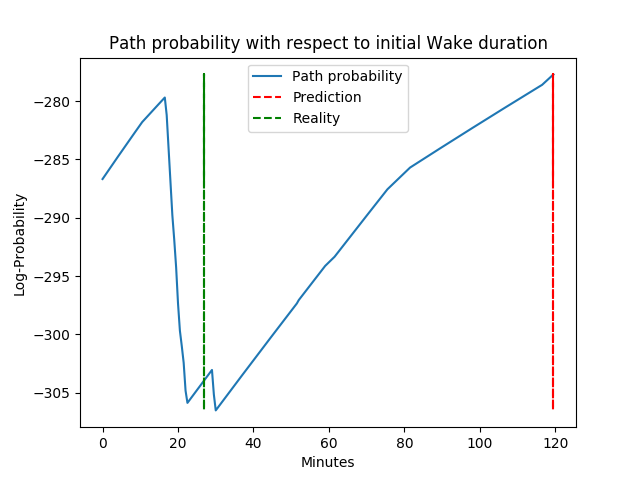 Path probability with respect to initial Wake duration
Path probability
Prediction
Reality
Log-Probability
−280
−285
−290
−295
−300
−305
0 20 40 60 80 100 120
Minutes